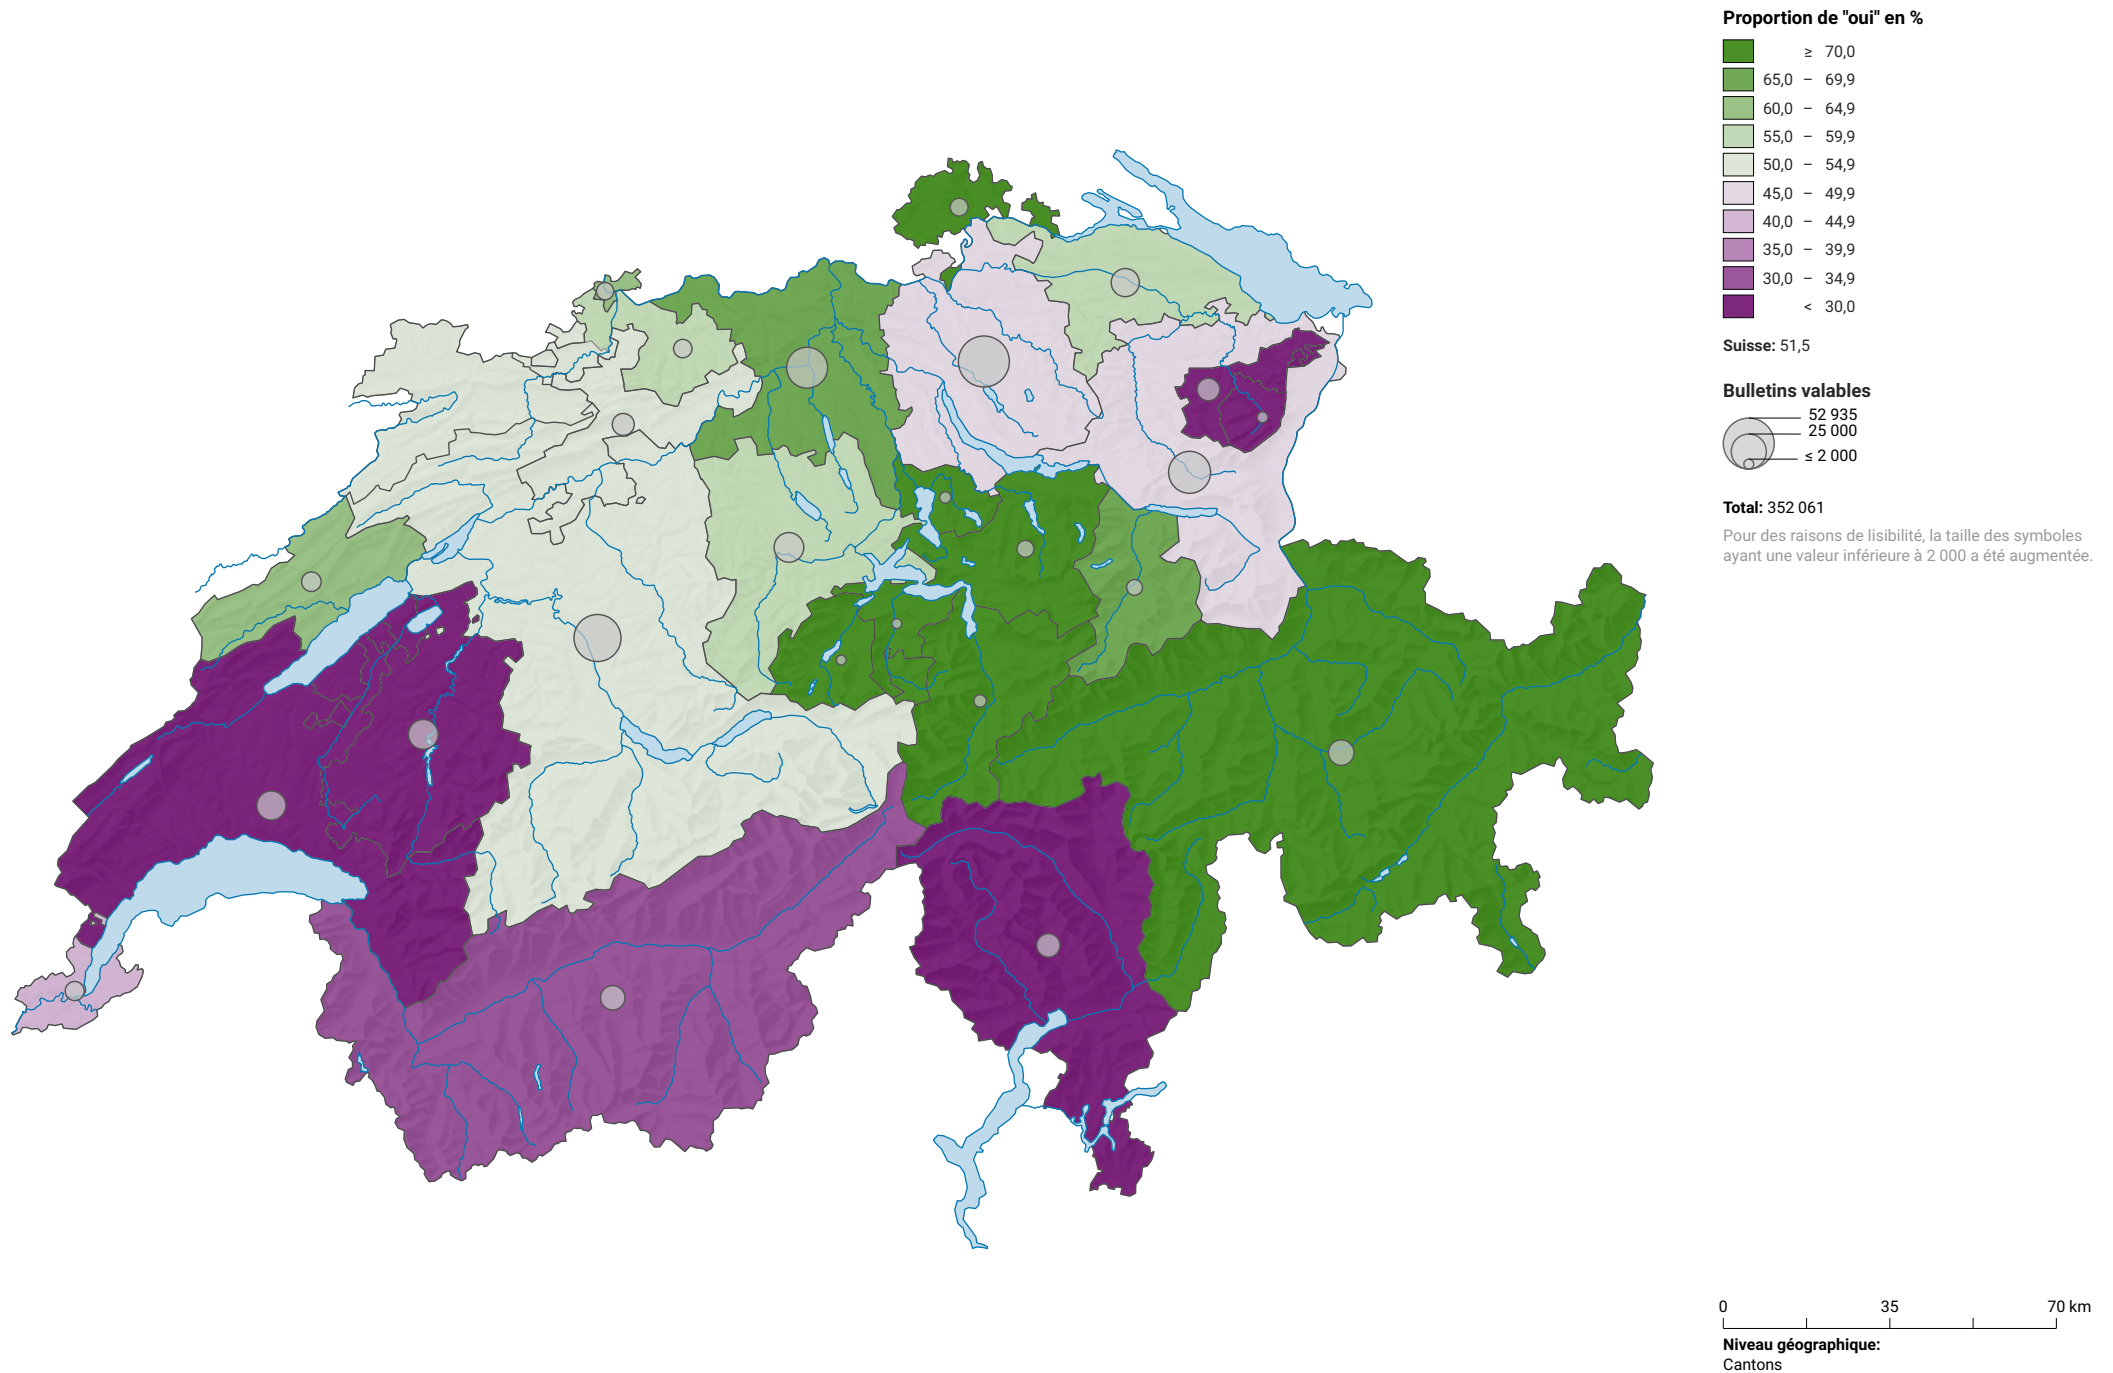 Proportion de "oui" en %
≥ 70,0
65,0 – 69,9
60,0 – 64,9
55,0 – 59,9
50,0 – 54,9
45,0 – 49,9
40,0 – 44,9
35,0 – 39,9
30,0 – 34,9
< 30,0
Suisse: 51,5
Bulletins valables
52 935
25 000
≤ 2 000
Total: 352 061
Pour des raisons de lisibilité, la taille des symboles
ayant une valeur inférieure à 2 000 a été augmentée.
0 35 70 km
Niveau géographique:
Cantons